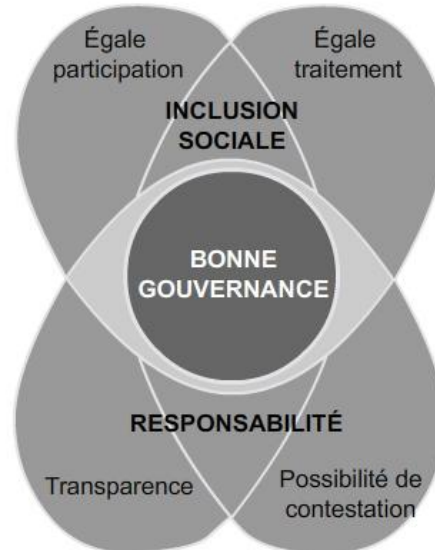 Égale
participation
Égale
traitement
INCLUSION
SOCIALE
BONNE
GOUVERNANCE
RESPONSABILITÉ
Transparence
Possibilité de
contestation